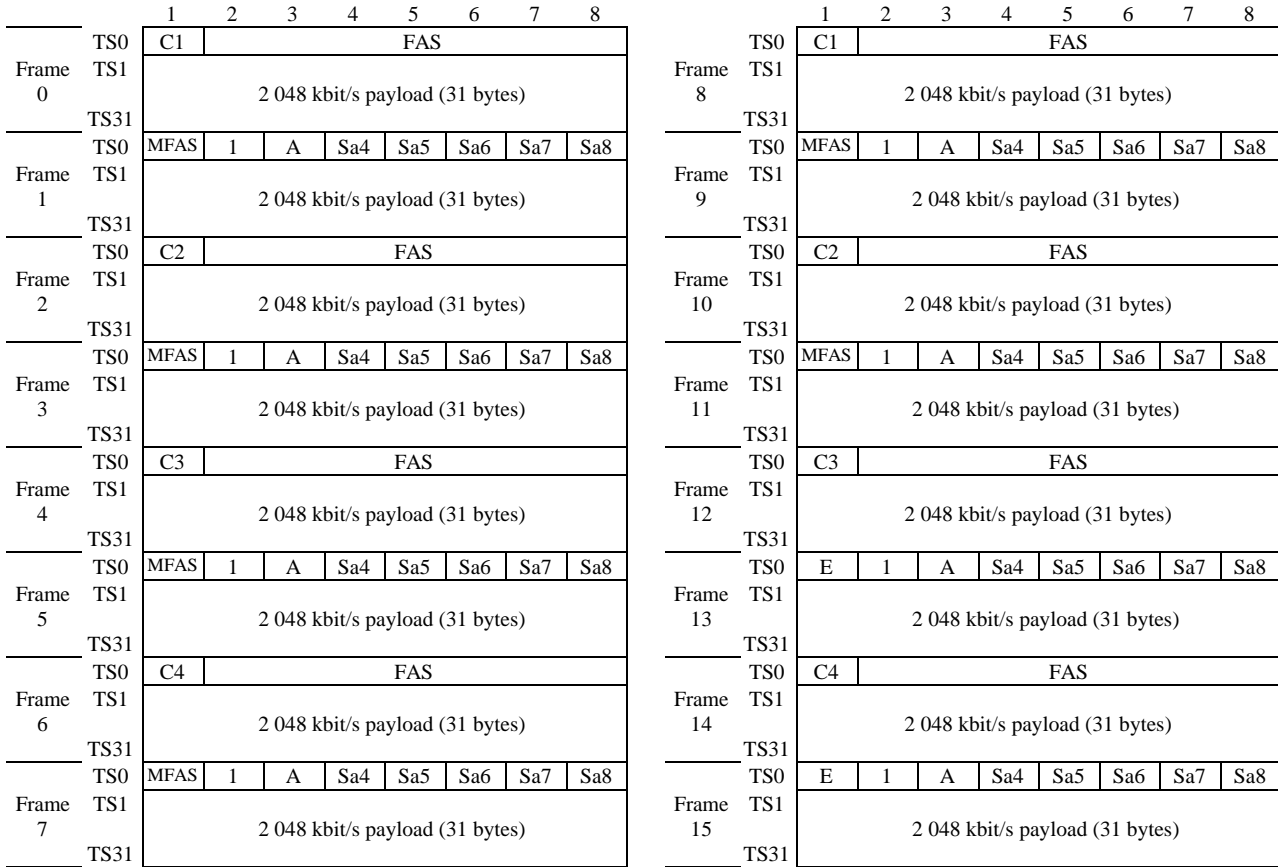 1 2 3 4 5 6 7 8
TS0 C1 FAS
Frame 0 TS1
2 048 kbit/s payload (31 bytes)
TS31
TS0 MFAS 1 A Sa4 Sa5 Sa6 Sa7 Sa8
Frame 1 TS1
2 048 kbit/s payload (31 bytes)
TS31
TS0 C2 FAS
Frame 2 TS1
2 048 kbit/s payload (31 bytes)
TS31
TS0 MFAS 1 A Sa4 Sa5 Sa6 Sa7 Sa8
Frame 3 TS1
2 048 kbit/s payload (31 bytes)
TS31
TS0 C3 FAS
Frame 4 TS1
2 048 kbit/s payload (31 bytes)
TS31
TS0 MFAS 1 A Sa4 Sa5 Sa6 Sa7 Sa8
Frame 5 TS1
2 048 kbit/s payload (31 bytes)
TS31
TS0 C4 FAS
Frame 6 TS1
2 048 kbit/s payload (31 bytes)
TS31
TS0 MFAS 1 A Sa4 Sa5 Sa6 Sa7 Sa8
Frame 7 TS1
2 048 kbit/s payload (31 bytes)
TS31
1 2 3 4 5 6 7 8
TS0 C1 FAS
Frame 8 TS1
2 048 kbit/s payload (31 bytes)
TS31
TS0 MFAS 1 A Sa4 Sa5 Sa6 Sa7 Sa8
Frame 9 TS1
2 048 kbit/s payload (31 bytes)
TS31
TS0 C2 FAS
Frame 10 TS1
2 048 kbit/s payload (31 bytes)
TS31
TS0 MFAS 1 A Sa4 Sa5 Sa6 Sa7 Sa8
Frame 11 TS1
2 048 kbit/s payload (31 bytes)
TS31
TS0 C3 FAS
Frame 12 TS1
2 048 kbit/s payload (31 bytes)
TS31
TS0 E 1 A Sa4 Sa5 Sa6 Sa7 Sa8
Frame 13 TS1
2 048 kbit/s payload (31 bytes)
TS31
TS0 C4 FAS
Frame 14 TS1
2 048 kbit/s payload (31 bytes)
TS31
TS0 E 1 A Sa4 Sa5 Sa6 Sa7 Sa8
Frame 15 TS1
2 048 kbit/s payload (31 bytes)
TS31